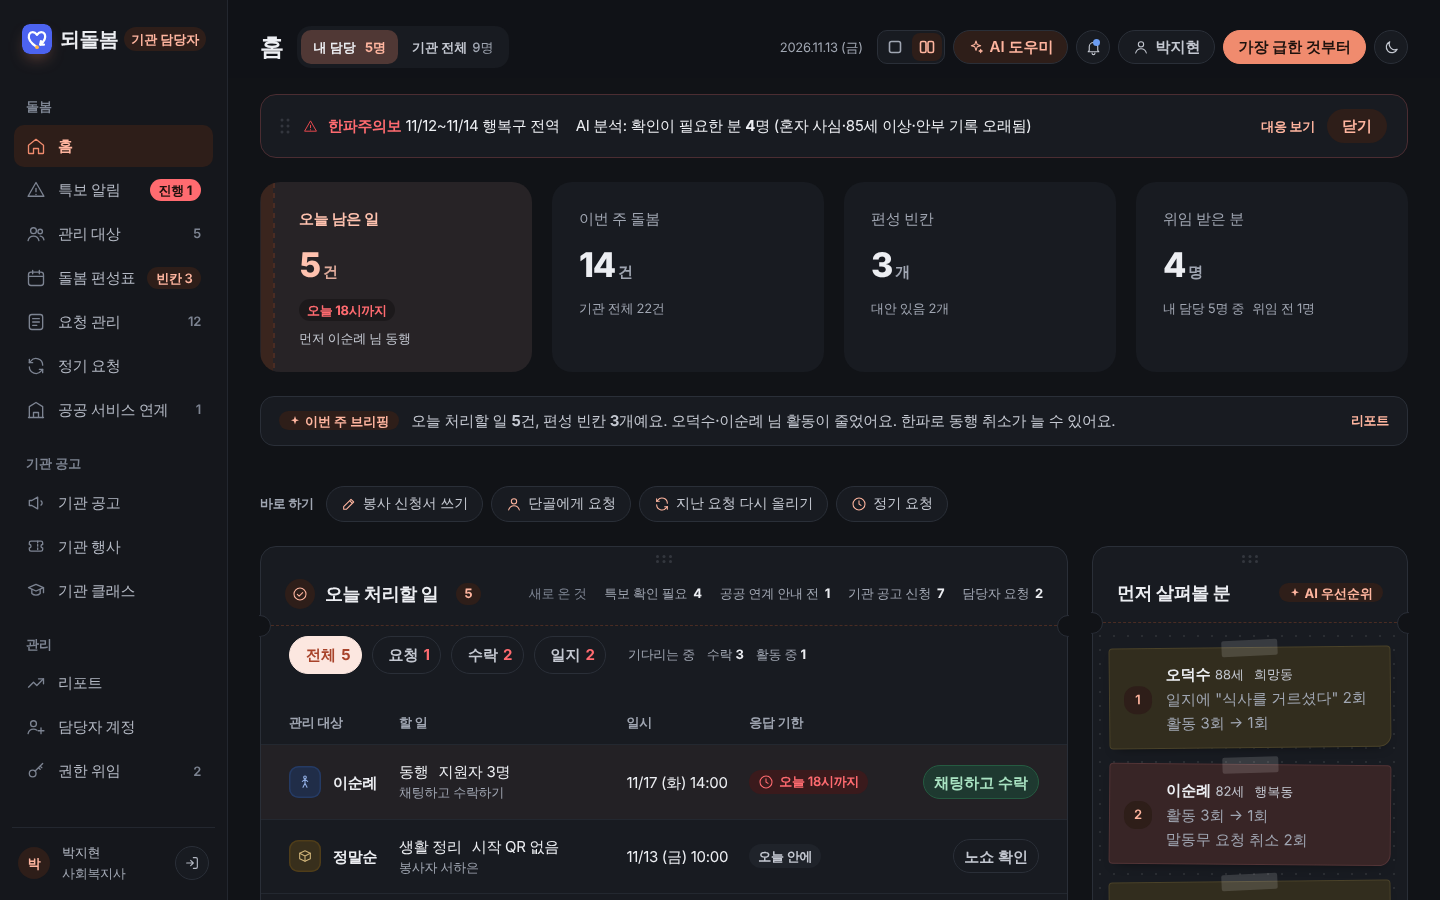 되돌봄 기관 담당자
돌봄
홈
특보 알림 진행 1
관리 대상 5
돌봄 편성표 빈칸 3
요청 관리 12
정기 요청
공공 서비스 연계 1
기관 공고
기관 공고
기관 행사
기관 클래스
관리
리포트
담당자 계정
권한 위임 2
박 박지현
사회복지사
홈 내 담당 5명 기관 전체 9명
2026.11.13 (금) AI 도우미 박지현 가장 급한 것부터
한파주의보 11/12~11/14 행복구 전역 AI 분석: 확인이 필요한 분 4명 (혼자 사심·85세 이상·안부 기록 오래됨) 대응 보기 닫기
오늘 남은 일
5건
오늘 18시까지
먼저 이순례 님 동행
이번 주 돌봄
14건
기관 전체 22건
편성 빈칸
3개
대안 있음 2개
위임 받은 분
4명
내 담당 5명 중 위임 전 1명
이번 주 브리핑 오늘 처리할 일 5건, 편성 빈칸 3개예요. 오덕수·이순례 님 활동이 줄었어요. 한파로 동행 취소가 늘 수 있어요. 리포트
바로 하기 봉사 신청서 쓰기 단골에게 요청 지난 요청 다시 올리기 정기 요청
오늘 처리할 일 5 새로 온 것 특보 확인 필요 4 공공 연계 안내 전 1 기관 공고 신청 7 담당자 요청 2
전체 5 요청 1 수락 2 일지 2 기다리는 중 수락 3 활동 중 1
관리 대상 할 일 일시 응답 기한
이순례 동행 지원자 3명 11/17 (화) 14:00 오늘 18시까지 채팅하고 수락
채팅하고 수락하기
정말순 생활 정리 시작 QR 없음 11/13 (금) 10:00 오늘 안에 노쇼 확인
봉사자 서하은
먼저 살펴볼 분 AI 우선순위
1 오덕수 88세 희망동
일지에 "식사를 거르셨다" 2회
활동 3회 → 1회
2 이순례 82세 행복동
활동 3회 → 1회
말동무 요청 취소 2회